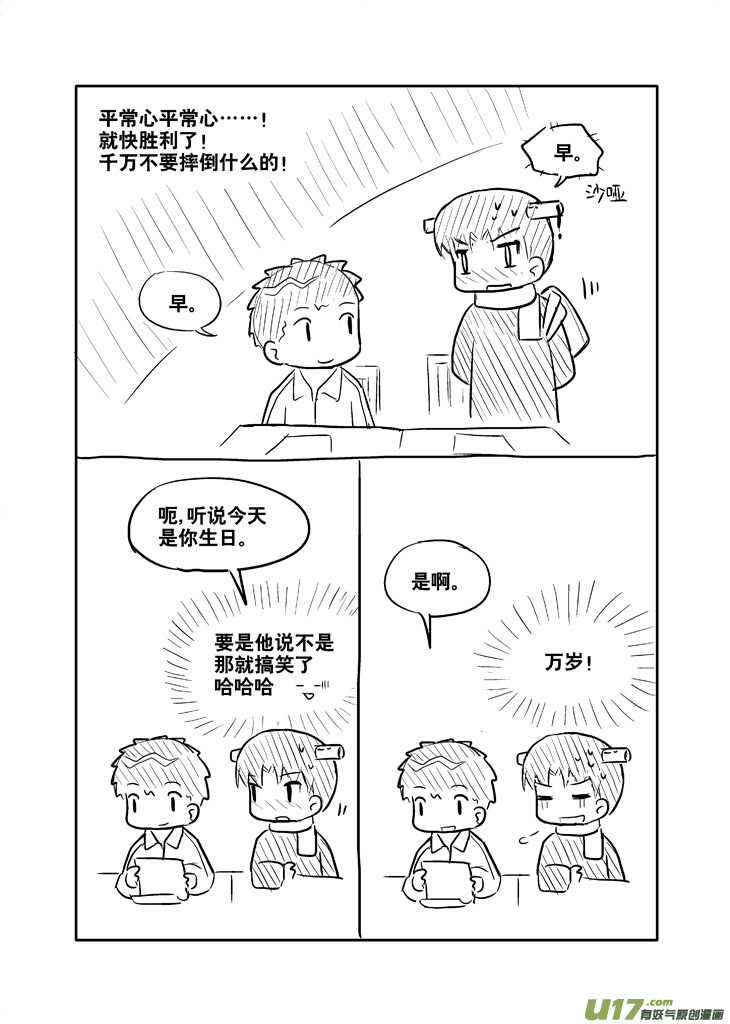 平常心平常心……!
就快胜利了!
千万不要摔倒什么的!
早。
沙哑
早。
呃,听说今天
是你生日。
要是他说不是
那就搞笑了
哈哈哈
是啊。
万岁!
U17.com
有妖气原创漫画